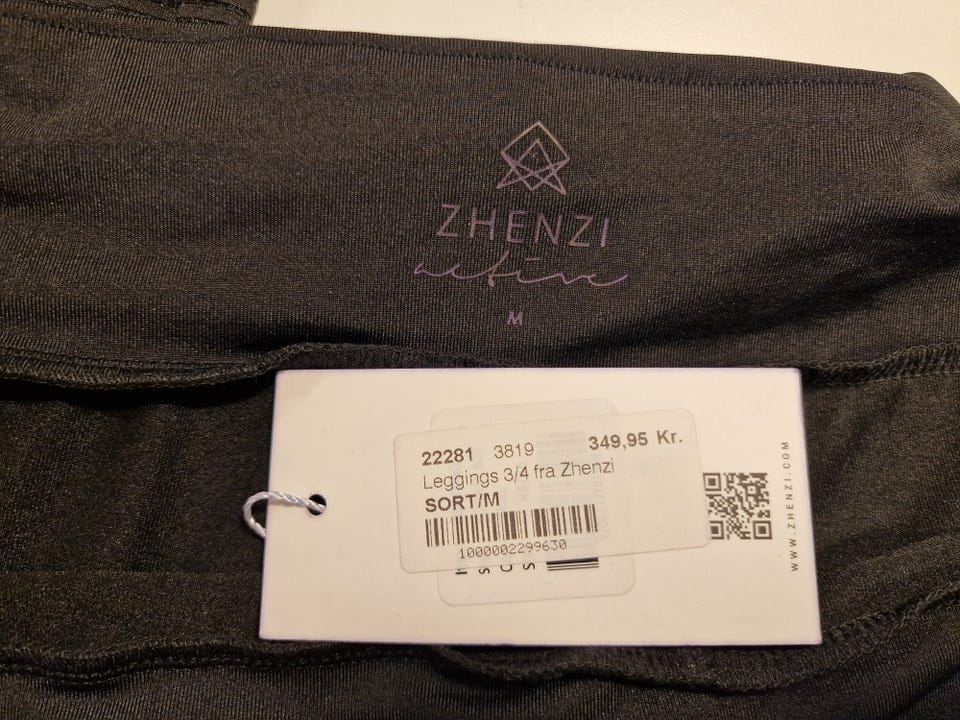 ZHENZI
active
M
22281 3819 349,95 Kr.
Leggings 3/4 fra Zhenzi
SORT/M
1000002299630
WWW.ZHENZI.COM